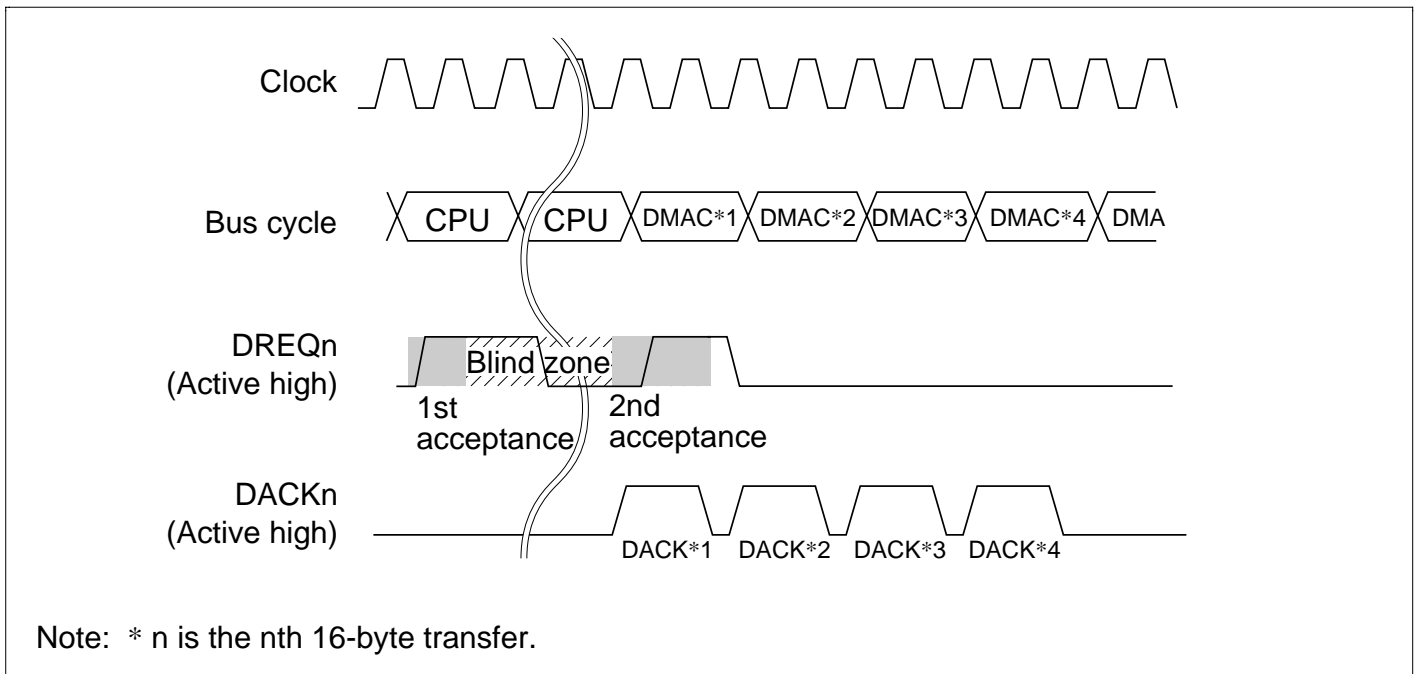 Clock
Bus cycle
CPU CPU DMAC*1 DMAC*2 DMAC*3 DMAC*4 DMA
DREQn
(Active high)
Blind zone
1st
acceptance
2nd
acceptance
DACKn
(Active high)
DACK*1 DACK*2 DACK*3 DACK*4
Note: * n is the nth 16-byte transfer.